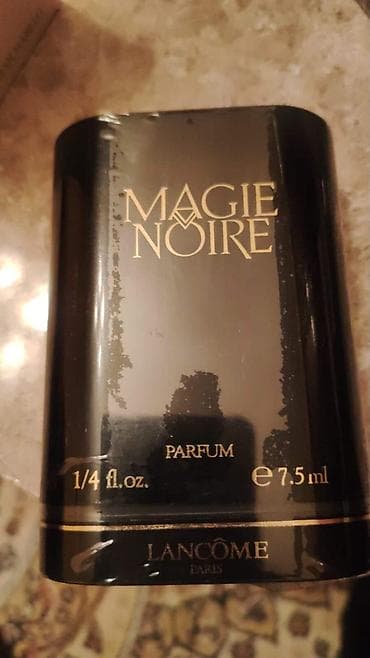 MAGIE
NOIRE
PARFUM
1/4 fl.oz. ℮ 7.5 ml
LANCÔME
PARIS